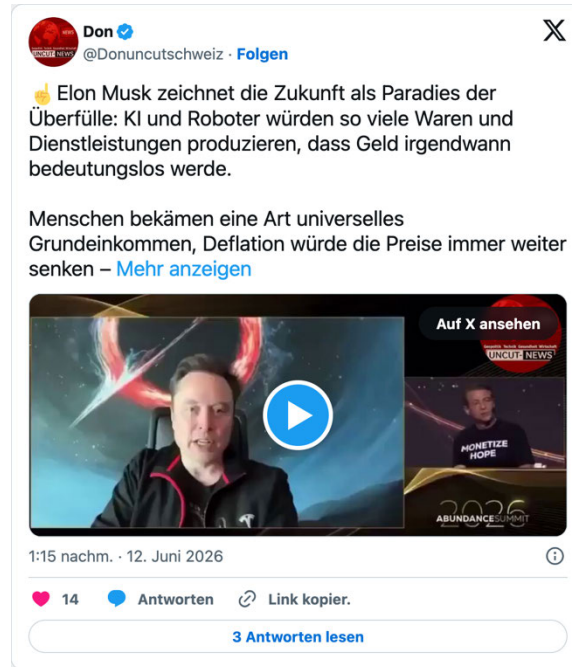 NEWS
UNCUT-NEWS
Don
@Donuncutschweiz · Folgen
☝️Elon Musk zeichnet die Zukunft als Paradies der
Überfülle: KI und Roboter würden so viele Waren und
Dienstleistungen produzieren, dass Geld irgendwann
bedeutungslos werde.
Menschen bekämen eine Art universelles
Grundeinkommen, Deflation würde die Preise immer weiter
senken – Mehr anzeigen
Auf X ansehen
UNCUT-NEWS
MONETIZE
HOPE
2026
ABUNDANCESUMMIT
1:15 nachm. · 12. Juni 2026
14
Antworten
Link kopier.
3 Antworten lesen